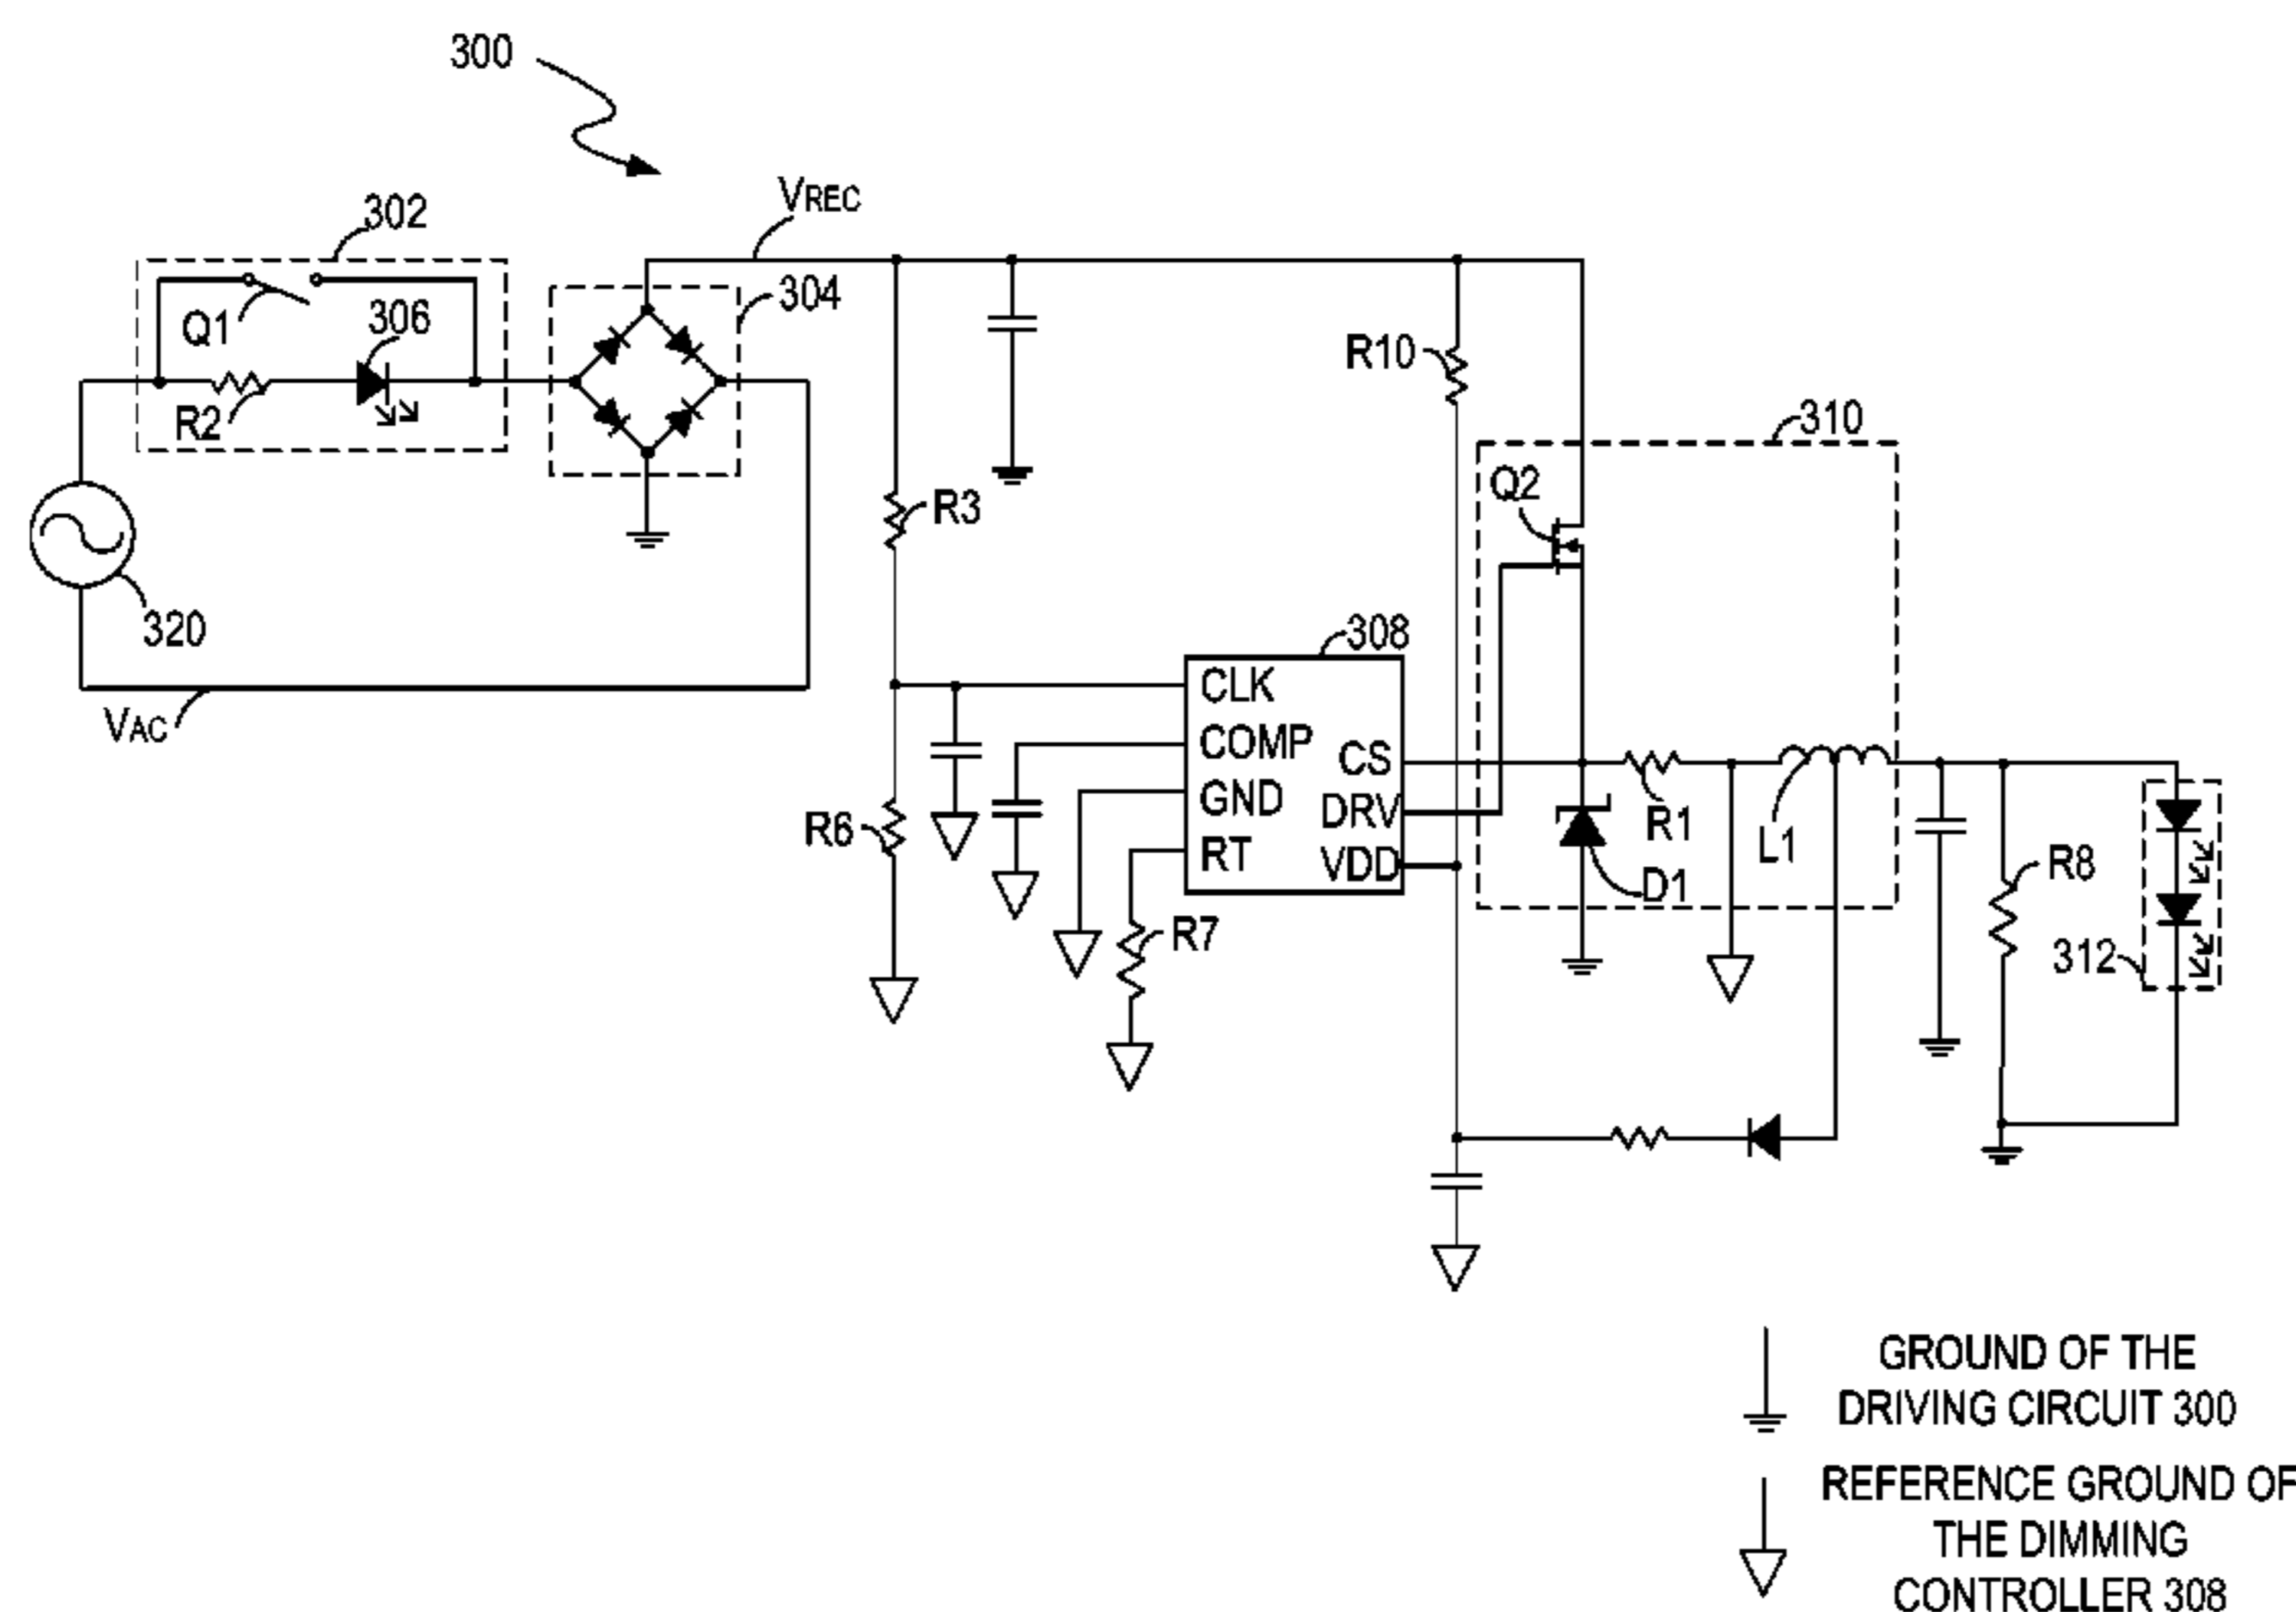 300
302
VREC
304
Q1
306
R2
R10
310
R3
Q2
320
308
VAC
CLK
COMP
GND
RT
CS
DRV
VDD
R6
R7
R1
L1
D1
R8
312
GROUND OF THE
DRIVING CIRCUIT 300
REFERENCE GROUND OF
THE DIMMING
CONTROLLER 308